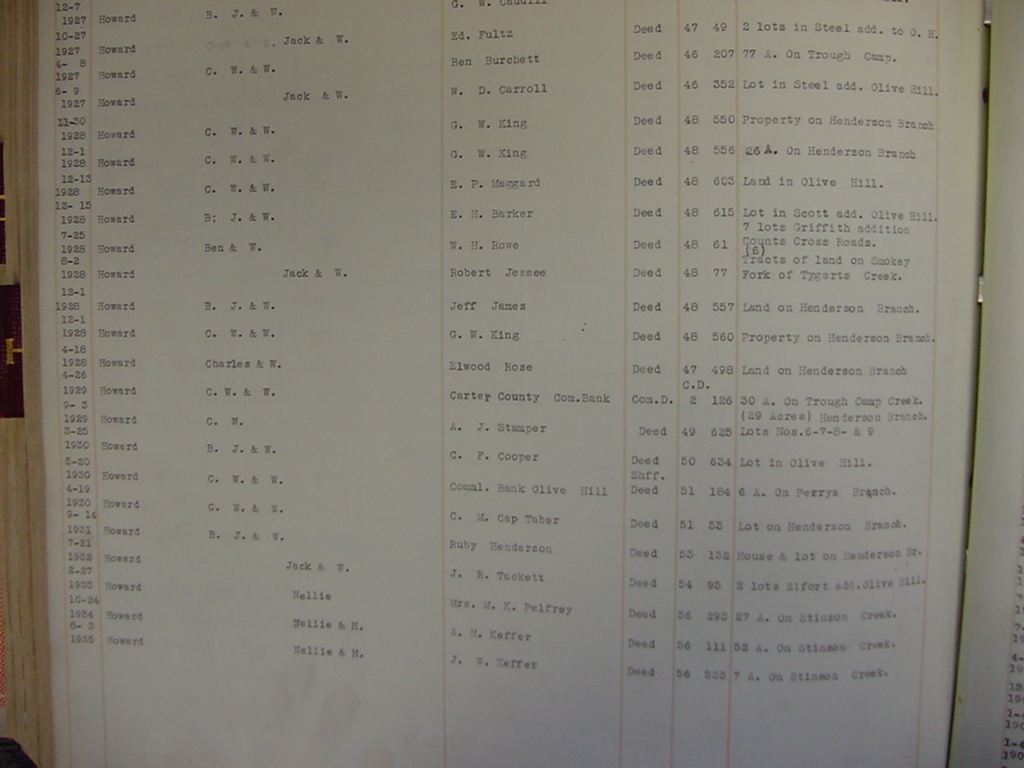 12-7
1927 Howard B. J. & W. G. W. Caudill
10-27
1927 Howard Jack & W. Ed. Fultz Deed 47 49 2 lots in Steel add. to O. H.
4- 8
1927 Howard C. W. & W. Ben Burchett Deed 46 207 77 A. On Trough Camp.
6- 9
1927 Howard Jack & W. W. D. Carroll Deed 46 352 Lot in Steel add. Olive Hill.
11-30
1928 Howard C. W. & W. G. W. King Deed 48 550 Property on Henderson Branch
12-1
1928 Howard C. W. & W. G. W. King Deed 48 556 26 A. On Henderson Branch
12-13
1928 Howard C. W. & W. E. P. Maggard Deed 48 603 Land in Olive Hill.
12- 15
1928 Howard B; J. & W. E. H. Barker Deed 48 615 Lot in Scott add. Olive Hill.
7-25 7 lots Griffith addition
1928 Howard Ben & W. W. H. Rowe Deed 48 61 Counts Cross Roads.
8-2 (6) Tracts of land on Smokey
1928 Howard Jack & W. Robert Jessee Deed 48 77 Fork of Tygarts Creek.
12-1
1928 Howard B. J. & W. Jeff James Deed 48 557 Land on Henderson Branch.
12-1
1928 Howard C. W. & W. G. W. King Deed 48 560 Property on Henderson Branch.
4-18
1928 Howard Charles & W. Elwood Rose Deed 47 498 Land on Henderson Branch
4-26 C.D.
1929 Howard C. W. & W. Carter County Com.Bank Com.D. 2 126 30 A. On Trough Camp Creek.
9- 3 (29 Acres) Henderson Branch.
1929 Howard C. W. A. J. Stamper Deed 49 625 Lots Nos.6-7-8- & 9
3-25
1930 Howard B. J. & W. C. F. Cooper Deed 50 634 Lot in Olive Hill.
5-20 Shff.
1930 Howard C. W. & W. Comml. Bank Olive Hill Deed 51 184 6 A. On Perrys Branch.
4-19
1930 Howard C. W. & W. C. M. Cap Tuber Deed 51 53 Lot on Henderson Branch.
9- 14
1931 Howard B. J. & W. Ruby Henderson Deed 53 132 House & lot on Henderson Br.
7-21
1932 Howard Jack & W. J. R. Tackett Deed 54 95 2 lots Eifort add.Olive Hill.
2-27
1933 Howard Nellie Mrs. M. K. Pelfrey Deed 56 293 27 A. On Stinson Creek.
10-24
1934 Howard Nellie & H. A. H. Keffer Deed 56 111 52 A. On Stinson Creek.
8- 3
1935 Howard Nellie & H. J. W. Keffer Deed 56 533 7 A. On Stinson Creek.